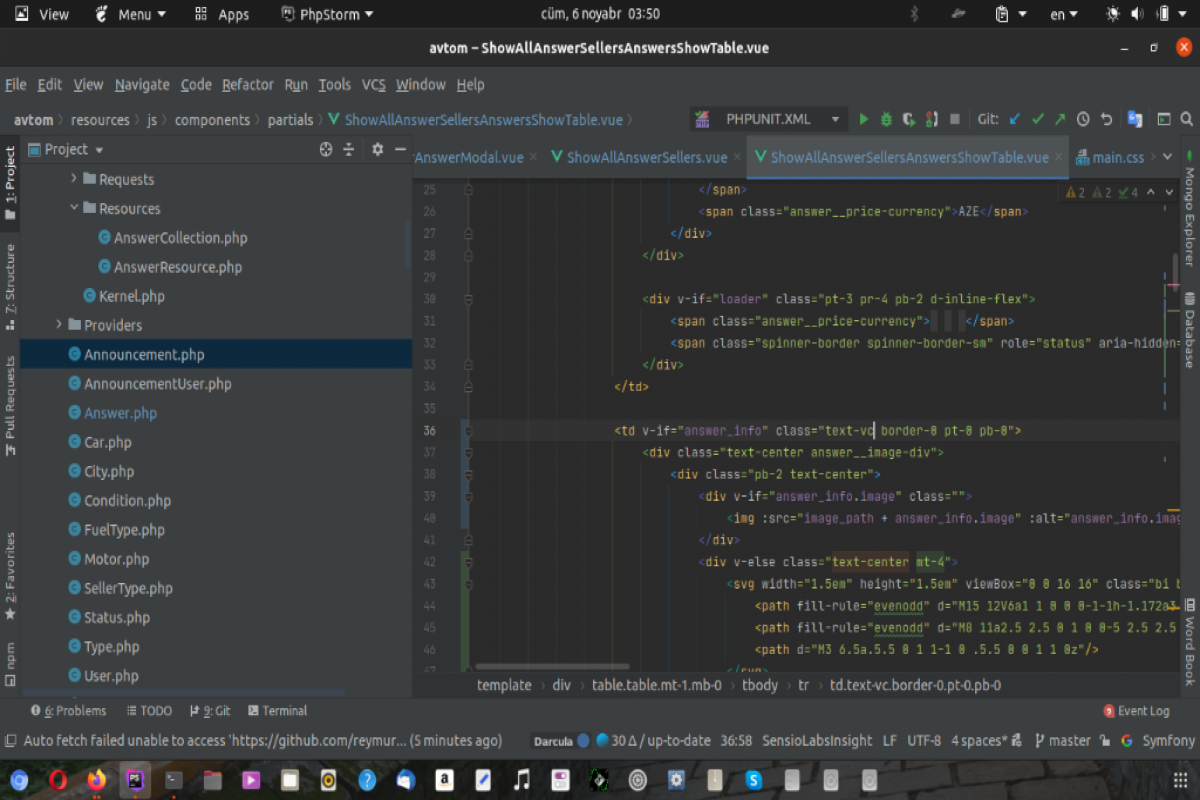 View Menu Apps PhpStorm cüm, 6 noyabr 03:50 en
avtom – ShowAllAnswerSellersAnswersShowTable.vue
File Edit View Navigate Code Refactor Run Tools VCS Window Help
avtom resources js components partials ShowAllAnswerSellersAnswersShowTable.vue PHPUNIT.XML Git:
Project
AnswerModal.vue ShowAllAnswerSellers.vue ShowAllAnswerSellersAnswersShowTable.vue main.css
1: Project
7: Structure
Pull Requests
2: Favorites
npm
Requests
Resources
AnswerCollection.php
AnswerResource.php
Kernel.php
Providers
Announcement.php
AnnouncementUser.php
Answer.php
Car.php
City.php
Condition.php
FuelType.php
Motor.php
SellerType.php
Status.php
Type.php
User.php
2 2 4
25 </span>
26 <span class="answer__price-currency">AZE</span>
27 </div>
28 </div>
29
30 <div v-if="loader" class="pt-3 pr-4 pb-2 d-inline-flex">
31 <span class="answer__price-currency"> </span>
32 <span class="spinner-border spinner-border-sm" role="status" aria-hidden=
33 </div>
34 </td>
35
36 <td v-if="answer_info" class="text-vc border-0 pt-0 pb-0">
37 <div class="text-center answer__image-div">
38 <div class="pb-2 text-center">
39 <div v-if="answer_info.image" class="">
40 <img :src="image_path + answer_info.image" :alt="answer_info.imag
41 </div>
42 <div v-else class="text-center mt-4">
43 <svg width="1.5em" height="1.5em" viewBox="0 0 16 16" class="bi b
44 <path fill-rule="evenodd" d="M15 12V6a1 1 0 0 0-1-1h-1.172a3
45 <path fill-rule="evenodd" d="M8 11a2.5 2.5 0 1 0 0-5 2.5 2.5
46 <path d="M3 6.5a.5.5 0 1 1-1 0 .5.5 0 0 1 1 0z"/>
47 </svg>
Mongo Explorer
Database
Word Book
template div table.table.mt-1.mb-0 tbody tr td.text-vc.border-0.pt-0.pb-0
6: Problems TODO 9: Git Terminal Event Log
Auto fetch failed unable to access 'https://github.com/reymur... (5 minutes ago) Darcula 30 Δ / up-to-date 36:58 SensioLabsInsight LF UTF-8 4 spaces* master Symfony